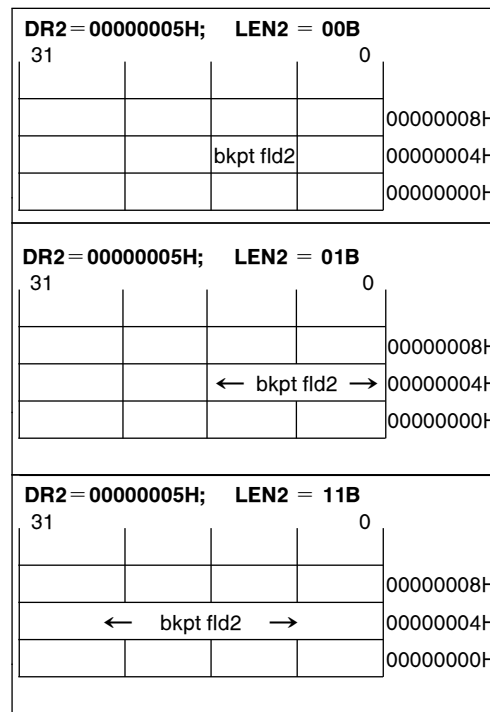 DR2=00000005H; LEN2 = 00B
31 0
00000008H
bkpt fld2 00000004H
00000000H
DR2=00000005H; LEN2 = 01B
31 0
00000008H
← bkpt fld2 → 00000004H
00000000H
DR2=00000005H; LEN2 = 11B
31 0
00000008H
← bkpt fld2 → 00000004H
00000000H